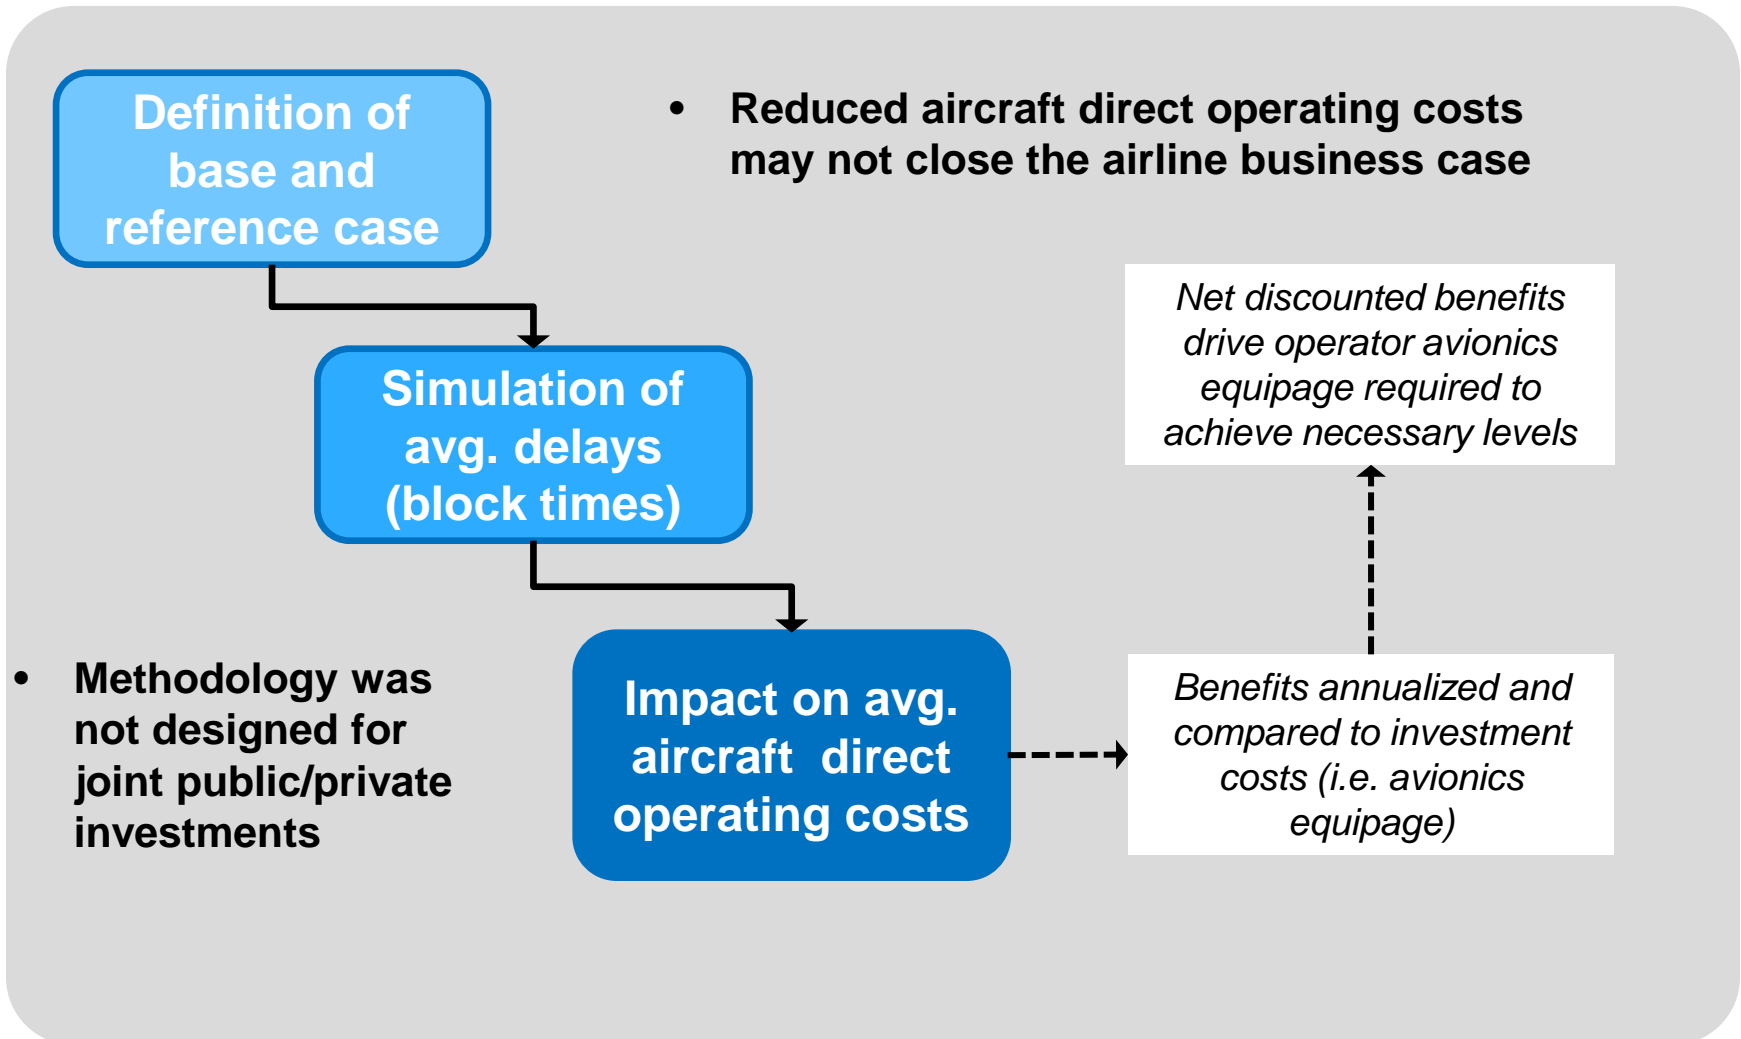 Definition of
base and
reference case
• Reduced aircraft direct operating costs
may not close the airline business case
Simulation of
avg. delays
(block times)
Net discounted benefits
drive operator avionics
equipage required to
achieve necessary levels
• Methodology was
not designed for
joint public/private
investments
Impact on avg.
aircraft direct
operating costs
Benefits annualized and
compared to investment
costs (i.e. avionics
equipage)